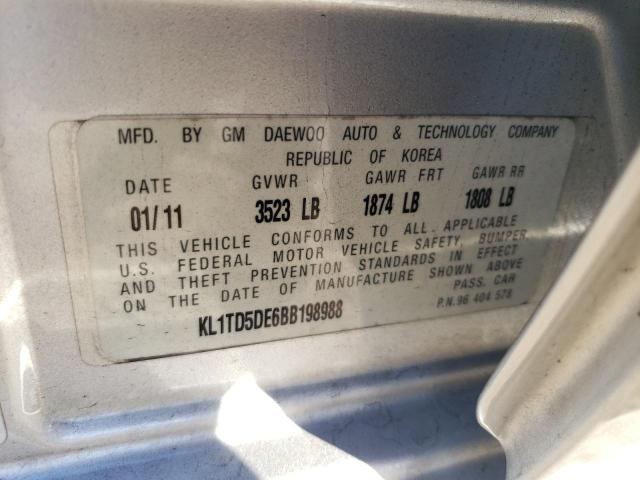 MFD. BY GM DAEWOO AUTO & TECHNOLOGY COMPANY
REPUBLIC OF KOREA
DATE GVWR GAWR FRT GAWR RR
01/11 3523 LB 1874 LB 1808 LB
THIS VEHICLE CONFORMS TO ALL APPLICABLE
U.S. FEDERAL MOTOR VEHICLE SAFETY, BUMPER
AND THEFT PREVENTION STANDARDS IN EFFECT
ON THE DATE OF MANUFACTURE SHOWN ABOVE
PASS. CAR
KL1TD5DE6BB198988 P.N.96 404 578